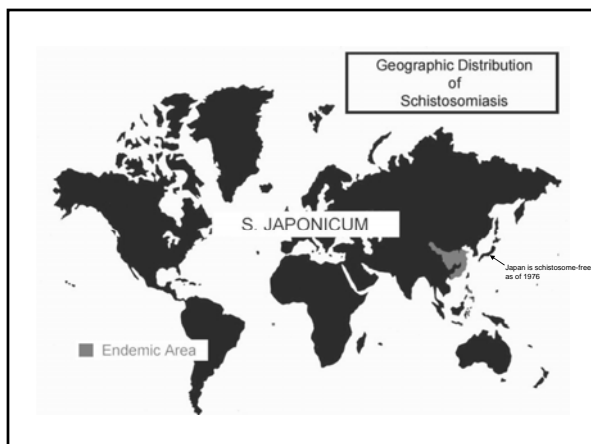 Geographic Distribution
of
Schistosomiasis
S. JAPONICUM
Japan is schistosome-free
as of 1976
Endemic Area